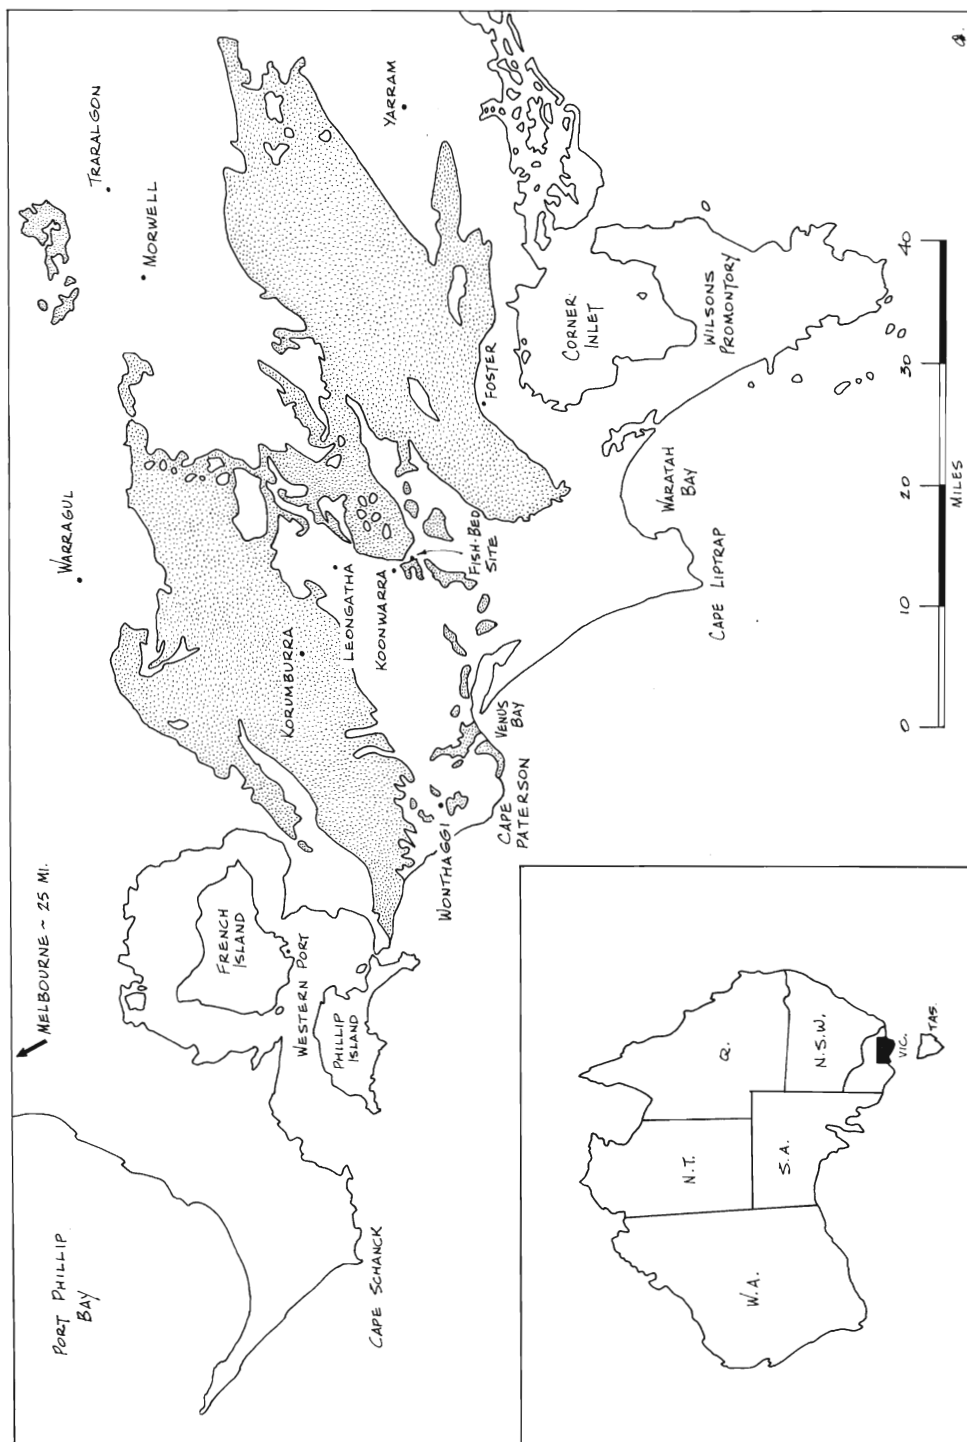 MELBOURNE ~ 25 MI.
PORT PHILLIP
BAY
CAPE SCHANCK
FRENCH
ISLAND
WESTERN PORT
PHILLIP
ISLAND
WARRAGUL
MORWELL
TRARALGON
KORUMBURRA
LEONGATHA
KOONWARRA
YARRAM
FISH-BED
SITE
FOSTER
WONTHAGGI
CAPE
PATERSON
VENUS
BAY
CORNER
INLET
WILSONS
PROMONTORY
WARATAH
BAY
CAPE LIPTRAP
0 10 20 30 40
MILES
W.A.
N.T.
Q.
S.A.
N.S.W.
VIC.
TAS.